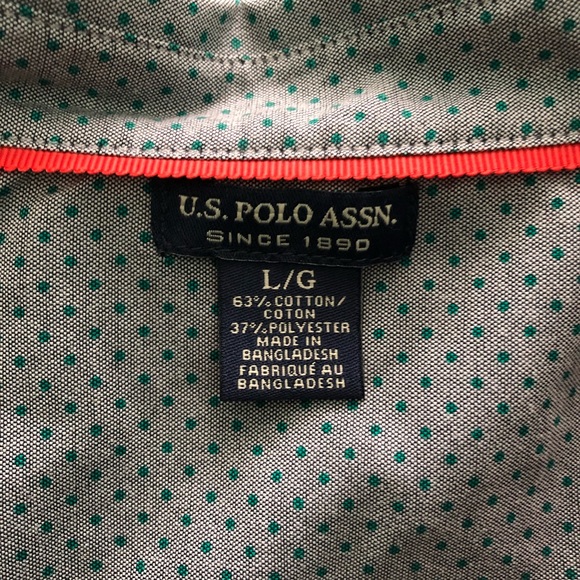 U.S. POLO ASSN.
SINCE 1890
L/G
63% COTTON/
COTON
37% POLYESTER
MADE IN
BANGLADESH
FABRIQUÉ AU
BANGLADESH